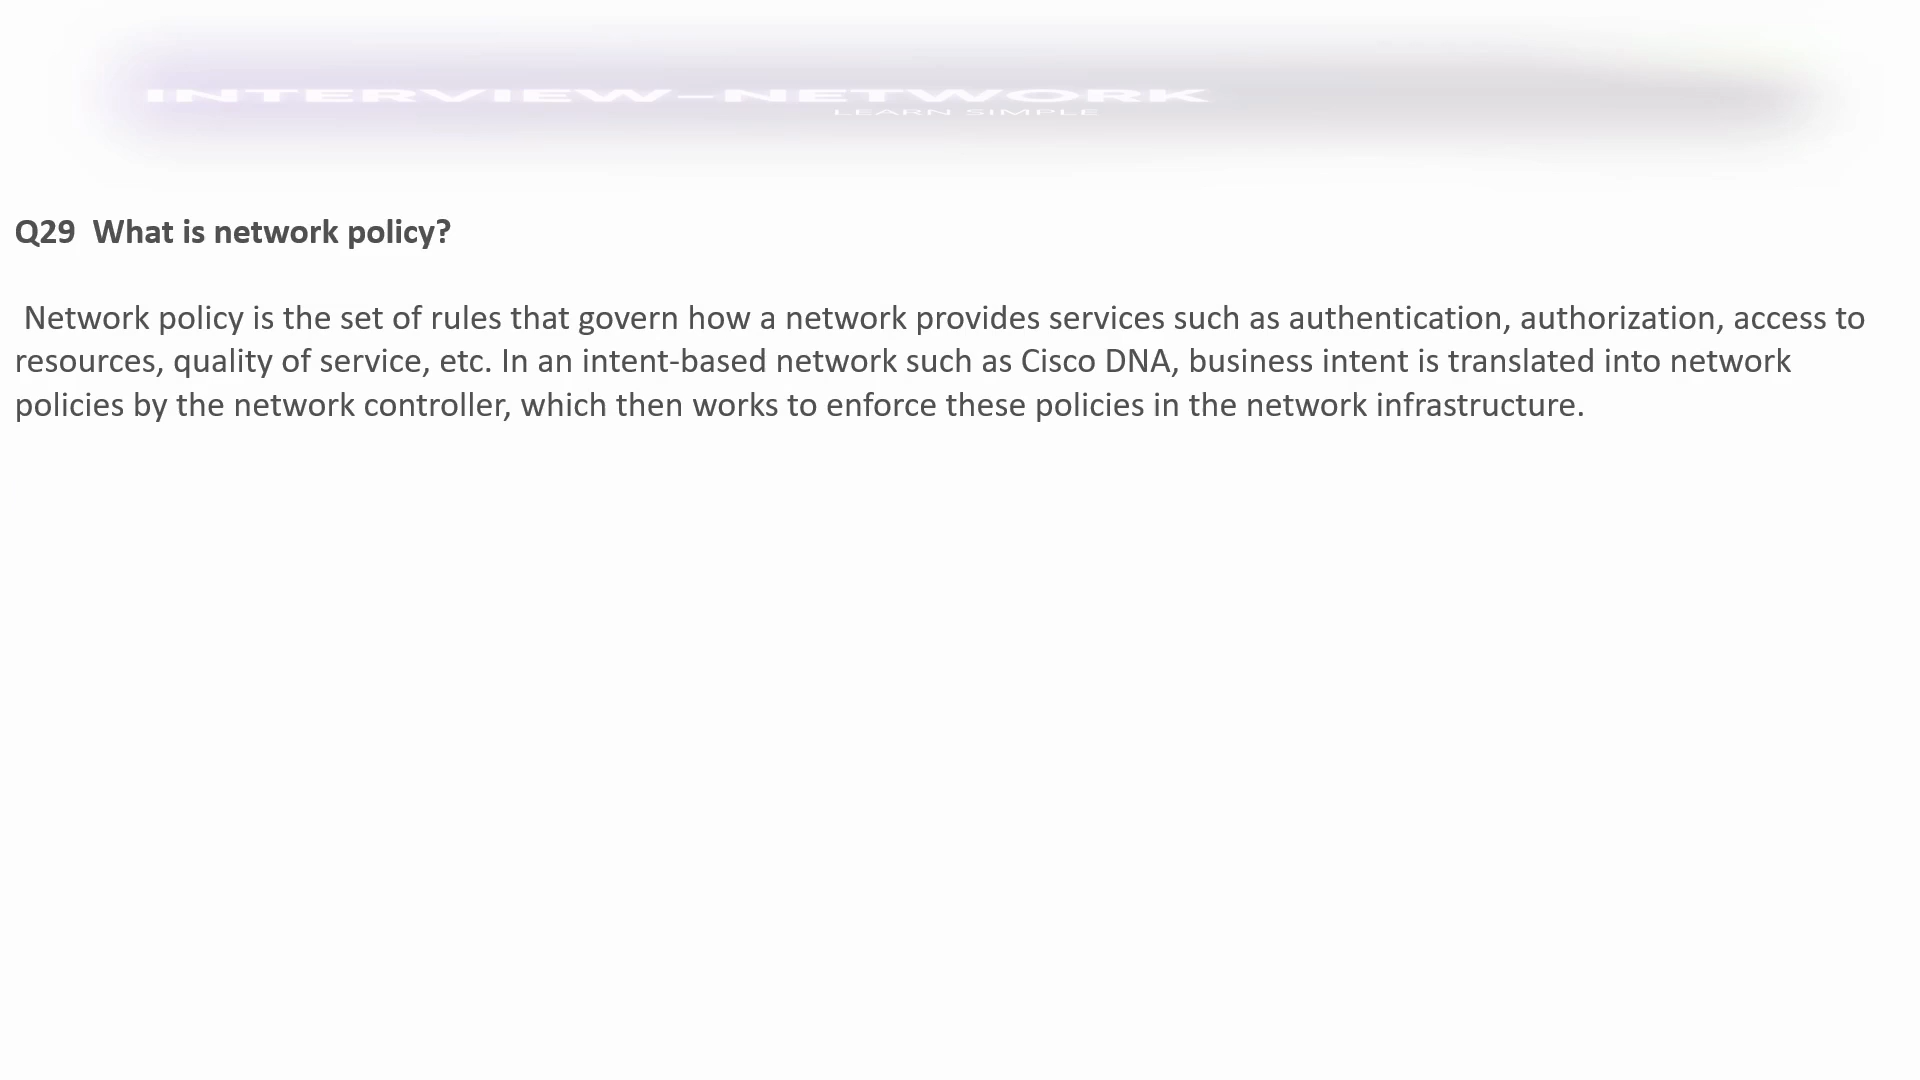 INTERVIEW-NETWORK
LEARN SIMPLE
Q29 What is network policy?
Network policy is the set of rules that govern how a network provides services such as authentication, authorization, access to
resources, quality of service, etc. In an intent-based network such as Cisco DNA, business intent is translated into network
policies by the network controller, which then works to enforce these policies in the network infrastructure.